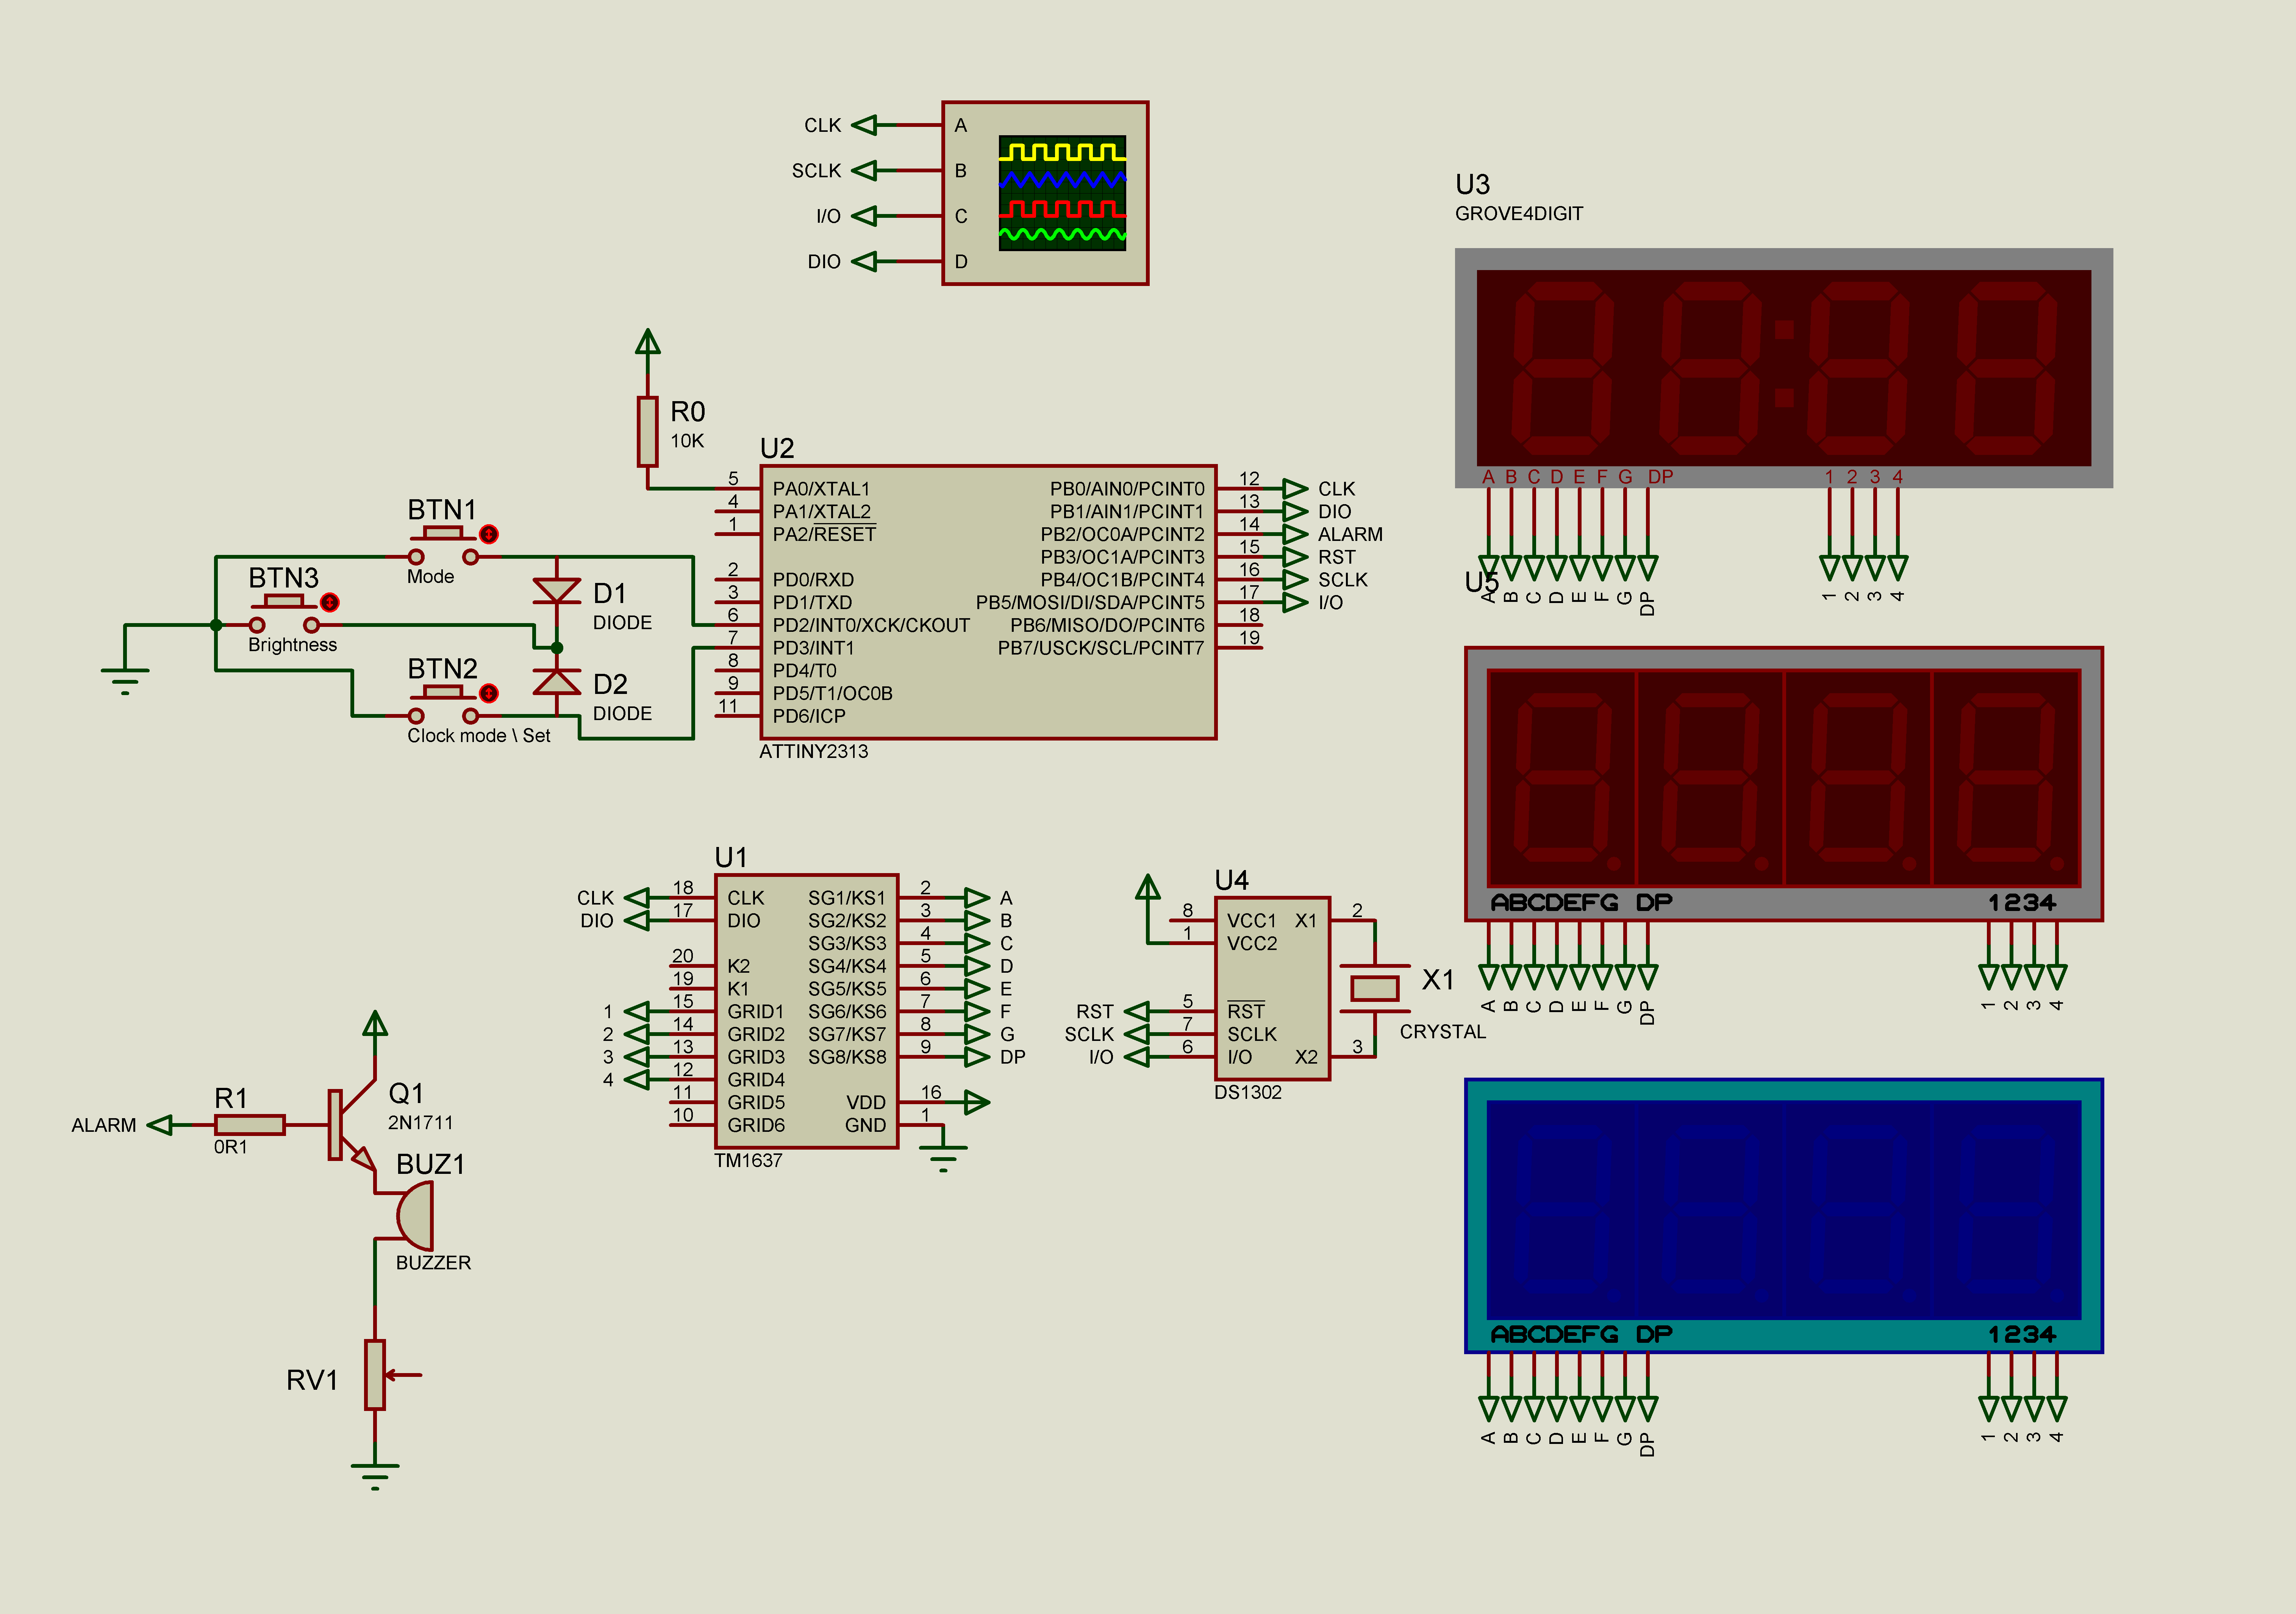 CLK A
SCLK B
I/O C
DIO D
U3
GROVE4DIGIT
A B C D E F G DP 1 2 3 4
A B C D E F G DP 1 2 3 4
R0
10K
U2
5 PA0/XTAL1 PB0/AIN0/PCINT0 12 CLK
4 PA1/XTAL2 PB1/AIN1/PCINT1 13 DIO
1 PA2/RESET PB2/OC0A/PCINT2 14 ALARM
PB3/OC1A/PCINT3 15 RST
2 PD0/RXD PB4/OC1B/PCINT4 16 SCLK
3 PD1/TXD PB5/MOSI/DI/SDA/PCINT5 17 I/O
6 PD2/INT0/XCK/CKOUT PB6/MISO/DO/PCINT6 18
7 PD3/INT1 PB7/USCK/SCL/PCINT7 19
8 PD4/T0
9 PD5/T1/OC0B
11 PD6/ICP
ATTINY2313
BTN1
Mode
BTN3
Brightness
BTN2
Clock mode \ Set
D1
DIODE
D2
DIODE
U5
ABCDEFG DP 1234
A B C D E F G DP 1 2 3 4
U1
CLK 18 CLK SG1/KS1 2 A
DIO 17 DIO SG2/KS2 3 B
SG3/KS3 4 C
20 K2 SG4/KS4 5 D
19 K1 SG5/KS5 6 E
1 15 GRID1 SG6/KS6 7 F
2 14 GRID2 SG7/KS7 8 G
3 13 GRID3 SG8/KS8 9 DP
4 12 GRID4
11 GRID5 VDD 16
10 GRID6 GND 1
TM1637
U4
8 VCC1 X1 2
1 VCC2
RST 5 RST
SCLK 7 SCLK
I/O 6 I/O X2 3
DS1302
X1
CRYSTAL
ALARM
R1
0R1
Q1
2N1711
BUZ1
BUZZER
RV1
ABCDEFG DP 1234
A B C D E F G DP 1 2 3 4